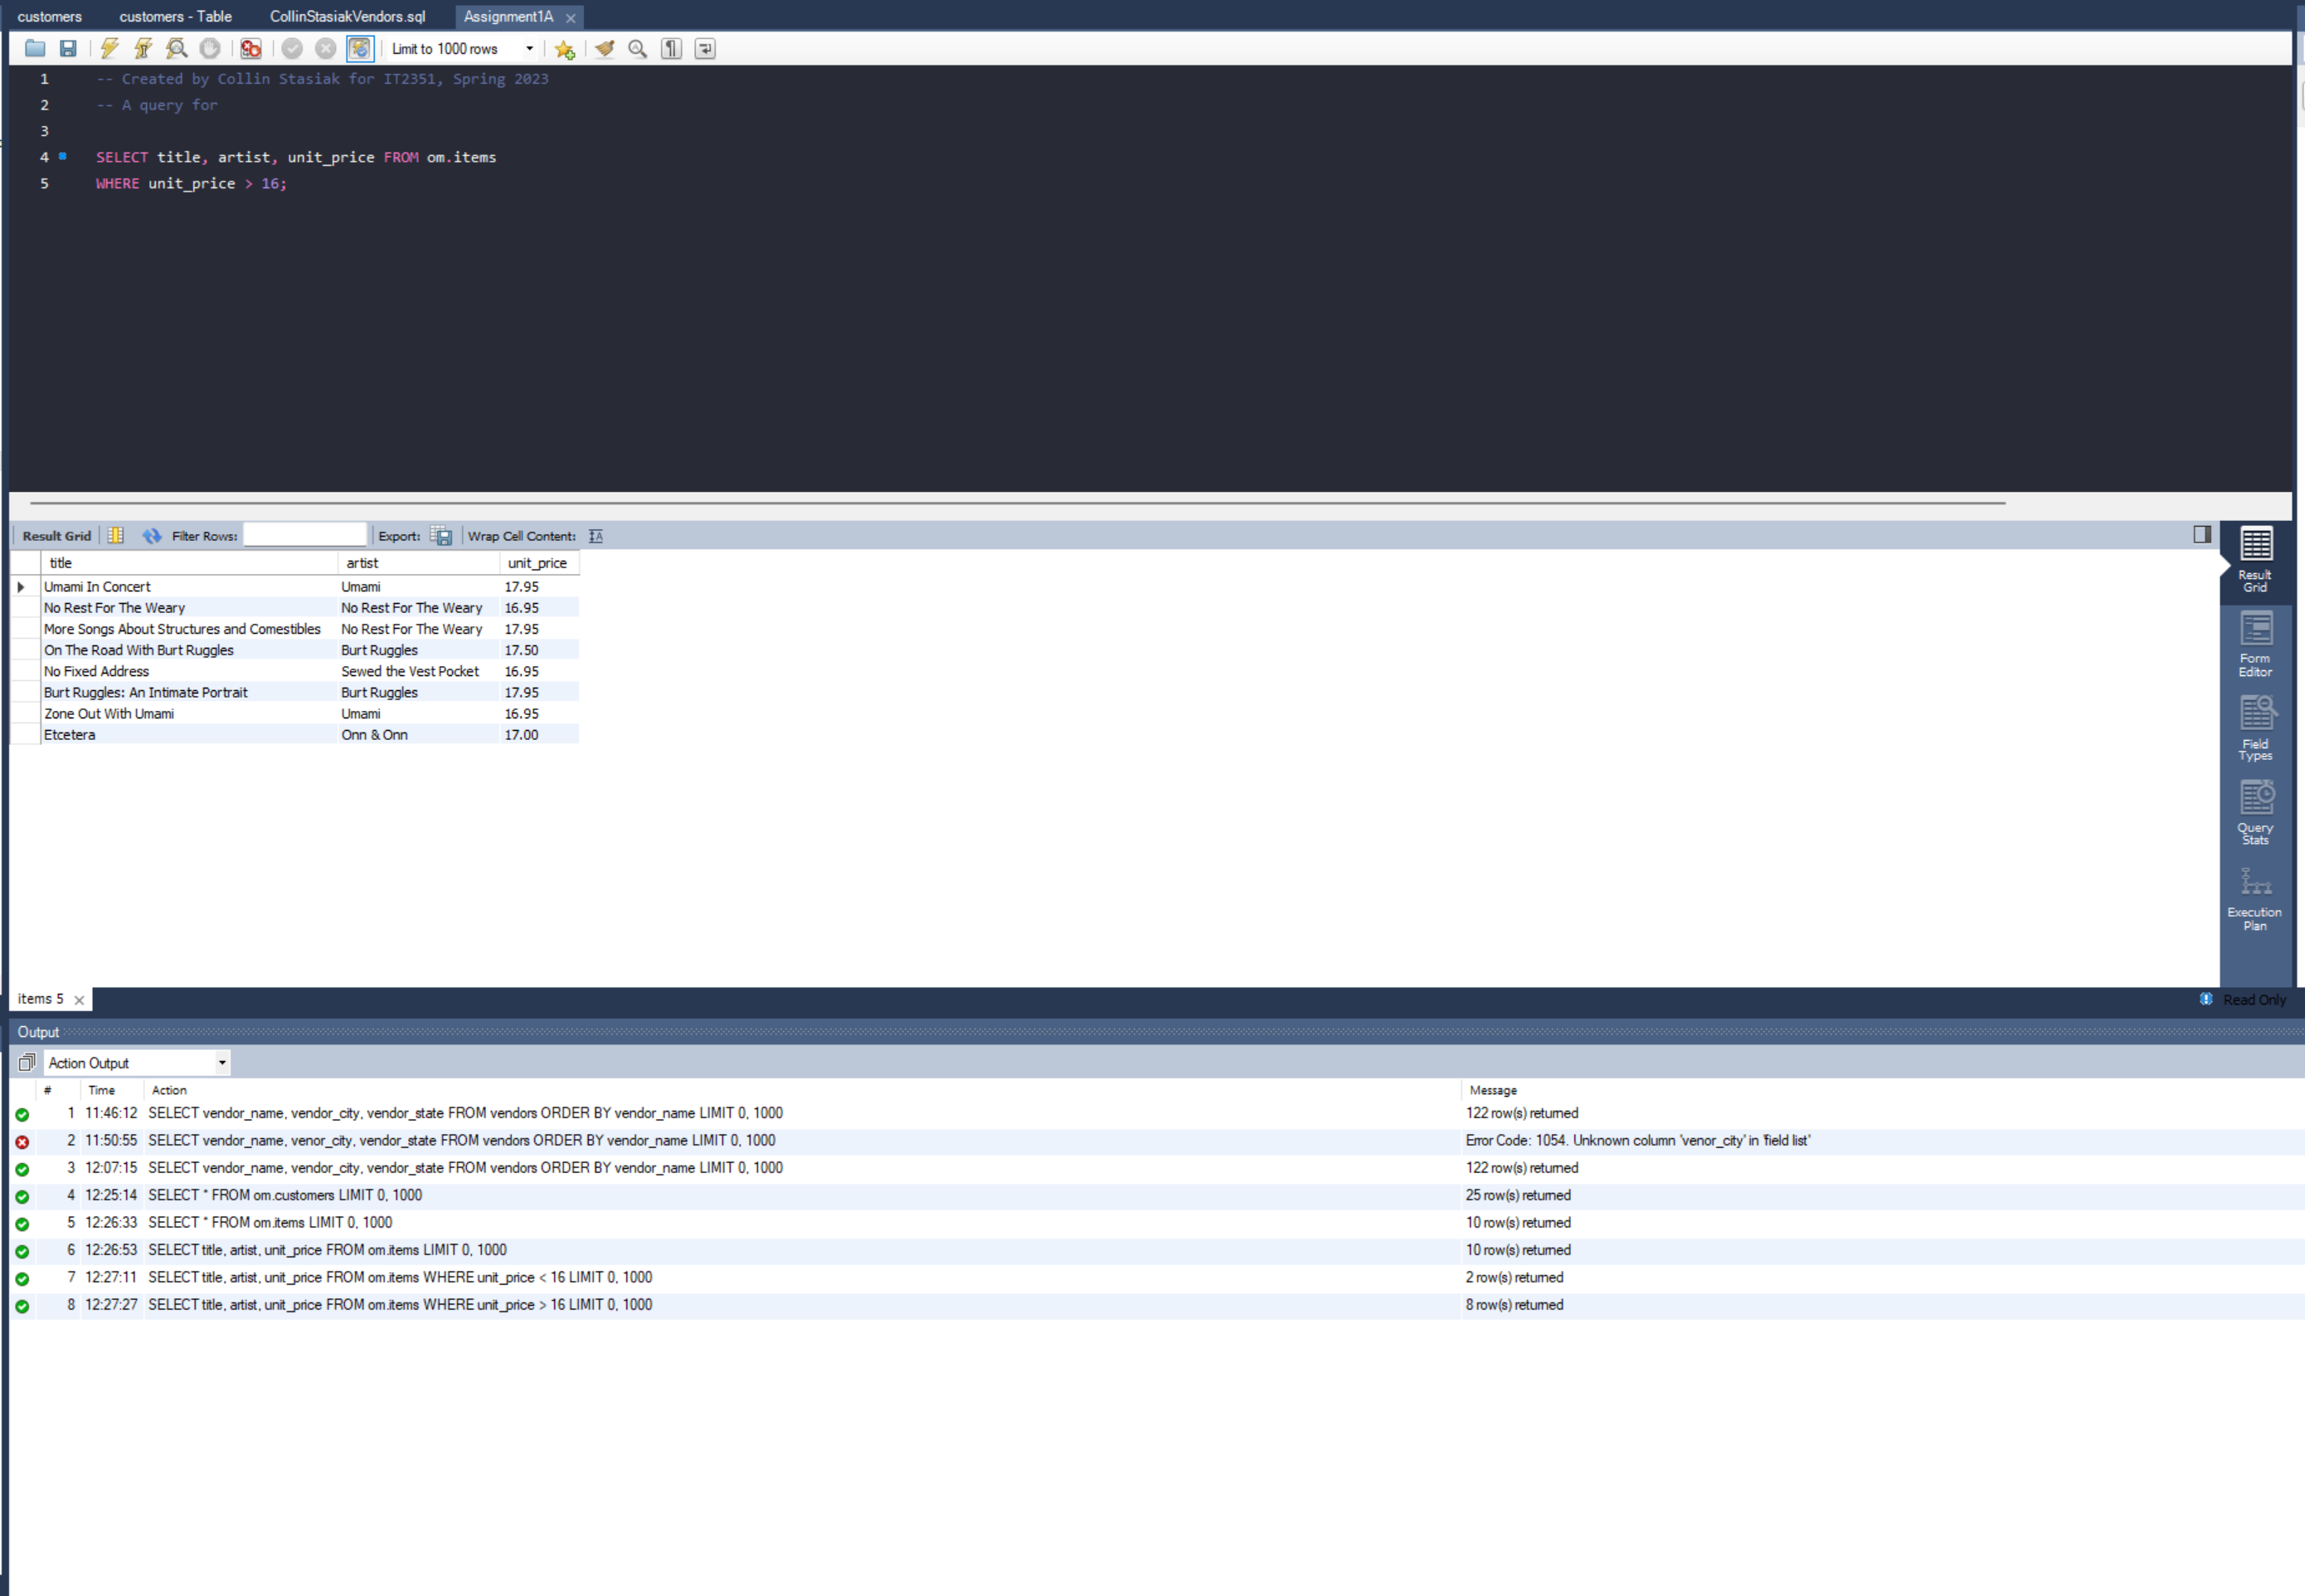 customers customers - Table CollinStasiakVendors.sql Assignment1A
Limit to 1000 rows
1 -- Created by Collin Stasiak for IT2351, Spring 2023
2 -- A query for
3
4 SELECT title, artist, unit_price FROM om.items
5 WHERE unit_price > 16;
Result Grid Filter Rows: Export: Wrap Cell Content:
title artist unit_price
Umami In Concert Umami 17.95
No Rest For The Weary No Rest For The Weary 16.95
More Songs About Structures and Comestibles No Rest For The Weary 17.95
On The Road With Burt Ruggles Burt Ruggles 17.50
No Fixed Address Sewed the Vest Pocket 16.95
Burt Ruggles: An Intimate Portrait Burt Ruggles 17.95
Zone Out With Umami Umami 16.95
Etcetera Onn & Onn 17.00
Result
Grid
Form
Editor
Field
Types
Query
Stats
Execution
Plan
items 5 Read Only
Output
Action Output
# Time Action Message
1 11:46:12 SELECT vendor_name, vendor_city, vendor_state FROM vendors ORDER BY vendor_name LIMIT 0, 1000 122 row(s) returned
2 11:50:55 SELECT vendor_name, venor_city, vendor_state FROM vendors ORDER BY vendor_name LIMIT 0, 1000 Error Code: 1054. Unknown column 'venor_city' in 'field list'
3 12:07:15 SELECT vendor_name, vendor_city, vendor_state FROM vendors ORDER BY vendor_name LIMIT 0, 1000 122 row(s) returned
4 12:25:14 SELECT * FROM om.customers LIMIT 0, 1000 25 row(s) returned
5 12:26:33 SELECT * FROM om.items LIMIT 0, 1000 10 row(s) returned
6 12:26:53 SELECT title, artist, unit_price FROM om.items LIMIT 0, 1000 10 row(s) returned
7 12:27:11 SELECT title, artist, unit_price FROM om.items WHERE unit_price < 16 LIMIT 0, 1000 2 row(s) returned
8 12:27:27 SELECT title, artist, unit_price FROM om.items WHERE unit_price > 16 LIMIT 0, 1000 8 row(s) returned